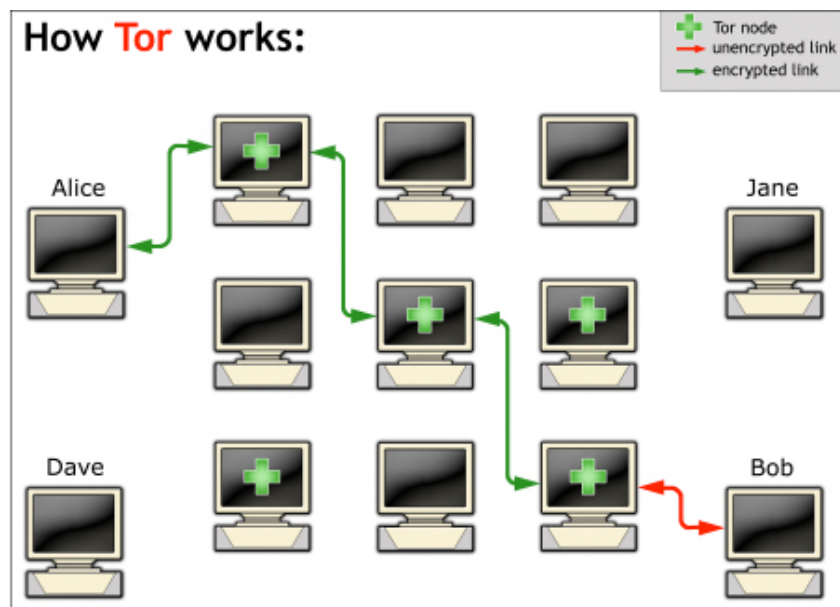 How Tor works:
Tor node
unencrypted link
encrypted link
Alice
Jane
Dave
Bob